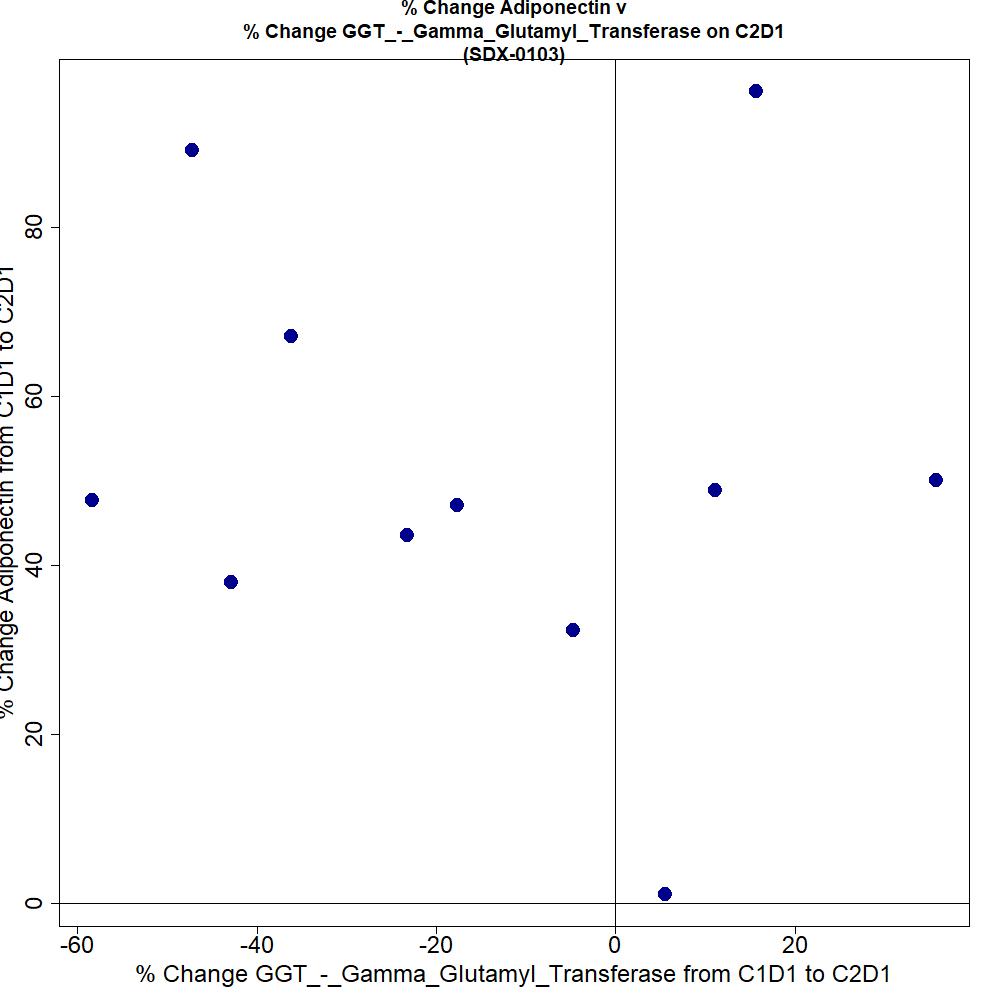 % Change Adiponectin v
% Change GGT_-_Gamma_Glutamyl_Transferase on C2D1
(SDX-0103)
% Change Adiponectin from C1D1 to C2D1
80
60
40
20
0
-60 -40 -20 0 20
% Change GGT_-_Gamma_Glutamyl_Transferase from C1D1 to C2D1